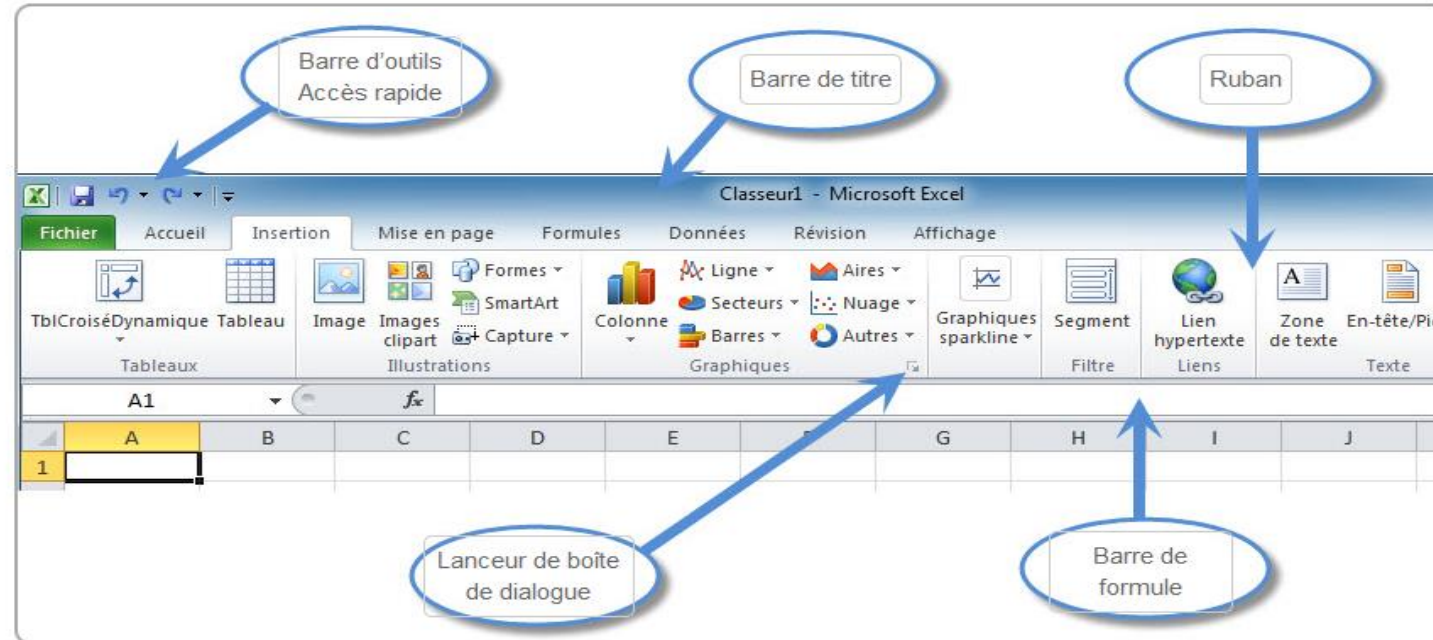 Barre d’outils
Accès rapide
Barre de titre
Ruban
Classeur1 - Microsoft Excel
Fichier Accueil Insertion Mise en page Formules Données Révision Affichage
TblCroiséDynamique Tableau
Tableaux
Image Images clipart
Formes
SmartArt
Capture
Illustrations
Colonne
Ligne Aires
Secteurs Nuage
Barres Autres
Graphiques
Graphiques
sparkline
Segment
Filtre
Lien
hypertexte
Liens
Zone
de texte
En-tête/Pi
Texte
A1 fx
A B C D E G H I J
1
Lanceur de boîte
de dialogue
Barre de
formule